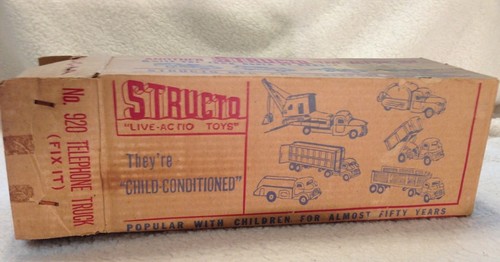 STRUCTO
"LIVE-ACTIO TOYS"
They're
"CHILD-CONDITIONED"
POPULAR WITH CHILDREN FOR ALMOST FIFTY YEARS
No. 920 TELEPHONE TRUCK
(FIX IT)